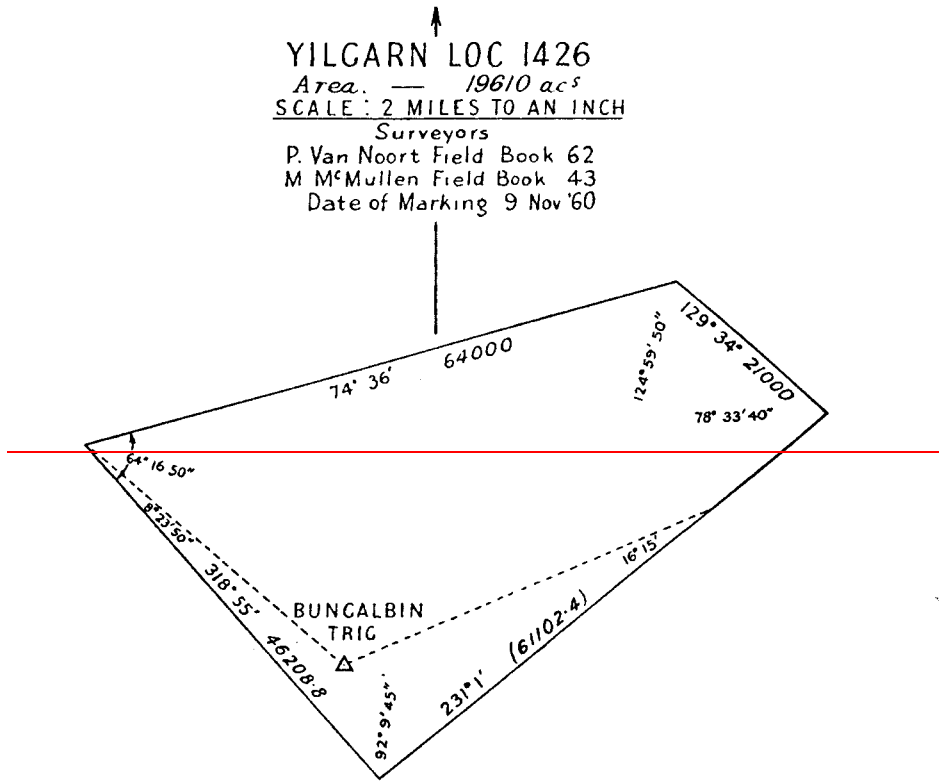 YILGARN LOC 1426
Area. — 19610 acs
SCALE : 2 MILES TO AN INCH
Surveyors
P. Van Noort Field Book 62
M McMullen Field Book 43
Date of Marking 9 Nov '60
74° 36' 64000
129° 34° 21000
124° 59' 50"
78° 33' 40"
64° 16 50"
8° 23' 50"
318° 55' 46208·8
BUNGALBIN
TRIG
16° 15'
231° 1' (61102·4)
92° 9' 45"